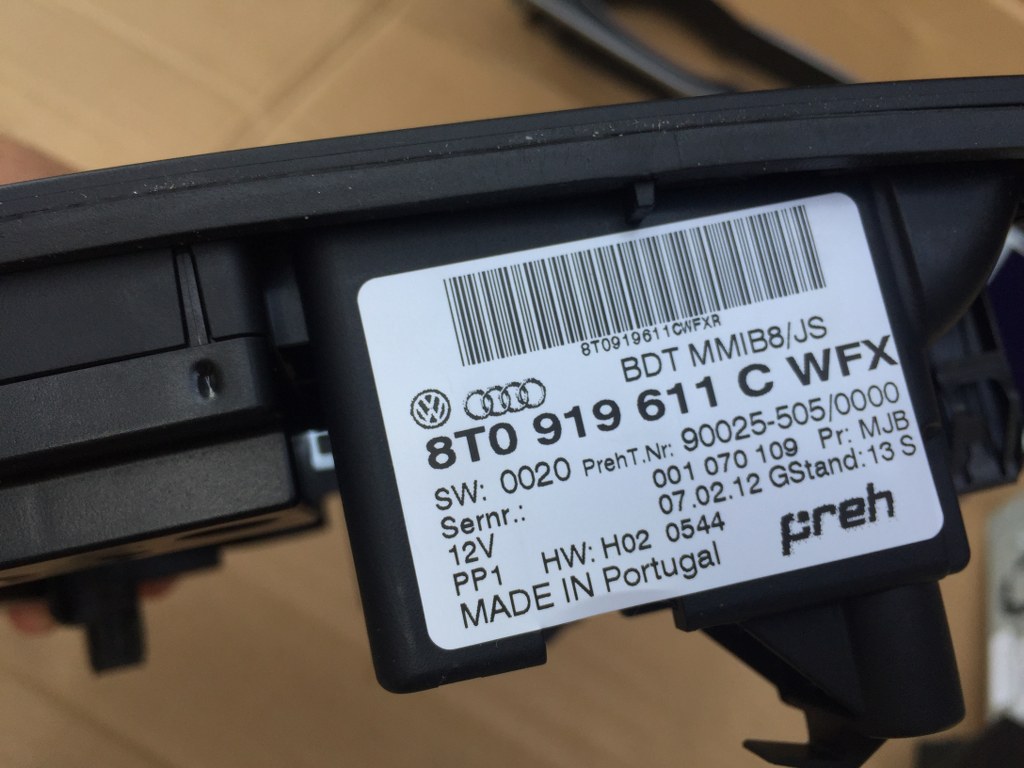 8T0919611CWFXR
BDT MMIB8/JS
8T0 919 611 C WFX
SW: 0020 PrehT.Nr: 90025-505/0000
Sernr.: 001 070 109 Pr: MJB
12V 07.02.12 GStand: 13 S
PP1 HW: H02 0544
MADE IN Portugal
preh